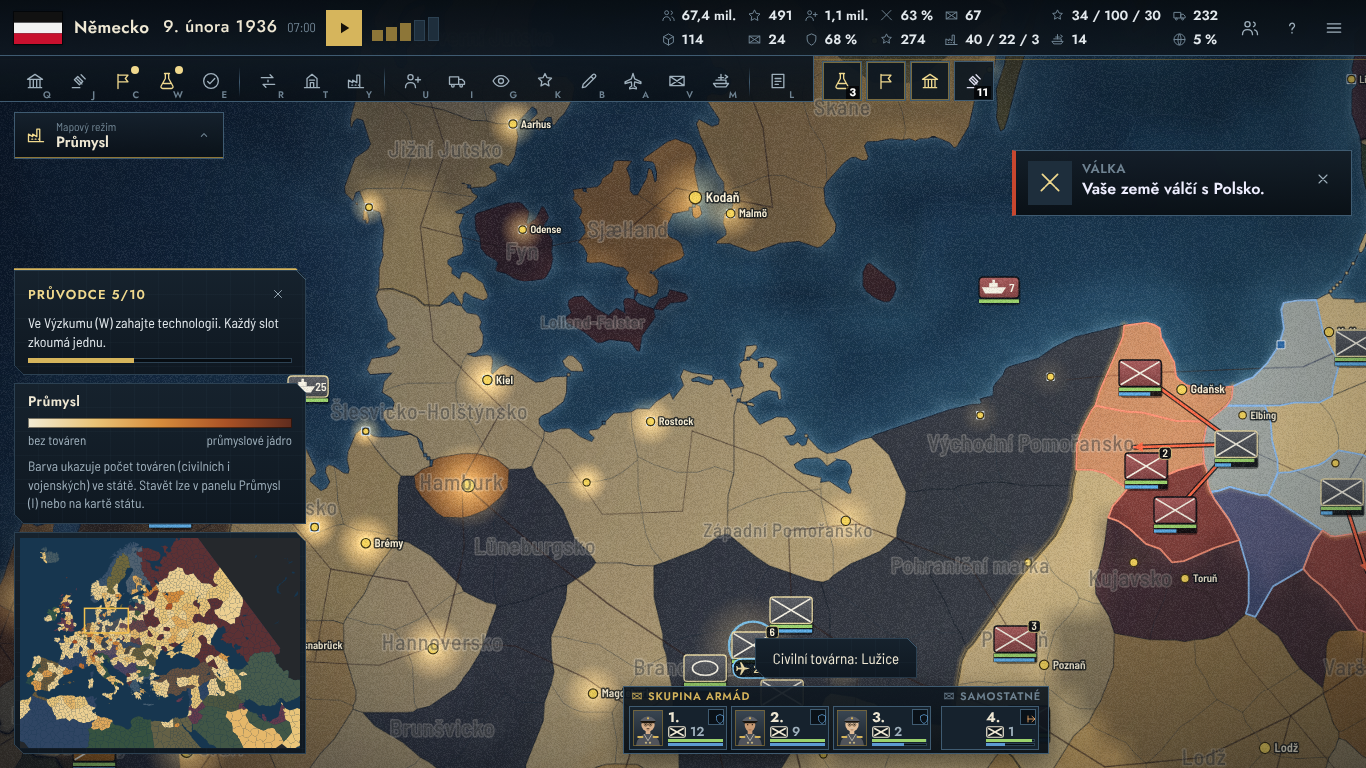 Německo
9. února 1936
07:00
67,4 mil.
491
1,1 mil.
63 %
67
34 / 100 / 30
232
114
24
68 %
274
40 / 22 / 3
14
5 %
?
Q
J
C
W
E
R
T
Y
U
I
G
K
B
A
V
M
L
3
11
Mapový režim
Průmysl
VÁLKA
Vaše země válčí s Polsko.
PRŮVODCE 5/10
Ve Výzkumu (W) zahajte technologii. Každý slot
zkoumá jednu.
Průmysl
bez továren
průmyslové jádro
Barva ukazuje počet továren (civilních i
vojenských) ve státě. Stavět lze v panelu Průmysl
(I) nebo na kartě státu.
Skåne
Aarhus
Jižní Jutsko
Kodaň
Malmö
Odense
Fyn
Sjælland
Lolland-Falster
7
25
Kiel
Šlesvicko-Holštýnsko
Rostock
Gdaňsk
Elbing
Východní Pomořansko
2
Hamburk
sko
Brémy
Lüneburgsko
Západní Pomořansko
Pohraniční marka
Kujavsko
Toruň
3
Poznaň
nabrück
Hannoversko
6
Civilní továrna: Lužice
Brunšvicko
Lodž
Lodž
SKUPINA ARMÁD
SAMOSTATNÉ
1.
12
2.
9
3.
2
4.
1